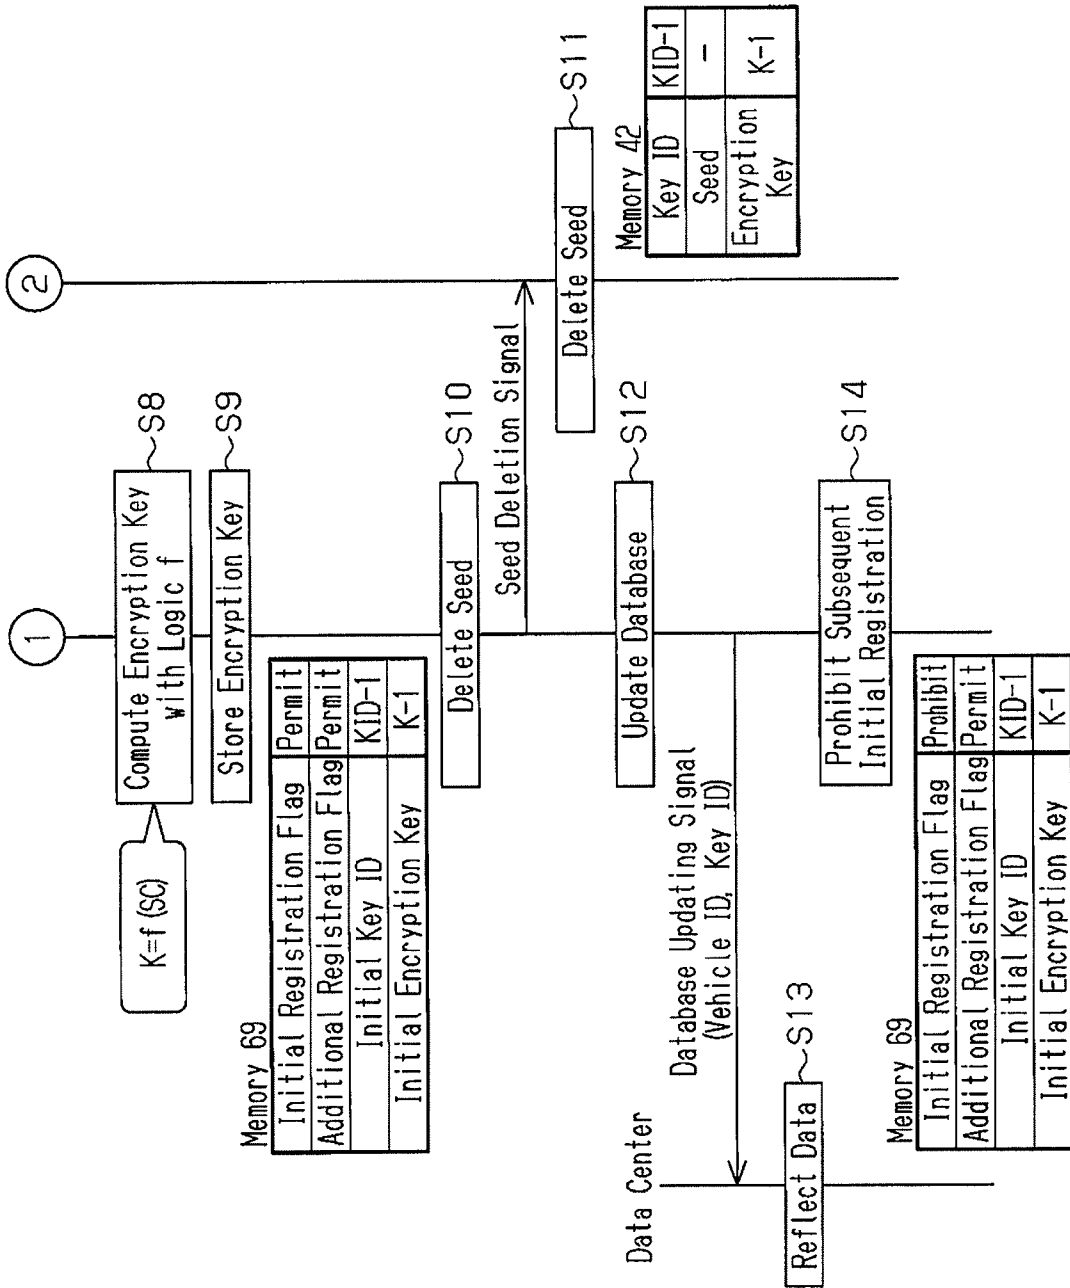 1
2
K=f(SC)
Compute Encryption Key
with Logic f
S8
Store Encryption Key
S9
Memory 69
Initial Registration Flag Permit
Additional Registration Flag Permit
Initial Key ID KID-1
Initial Encryption Key K-1
Delete Seed
S10
Seed Deletion Signal
Delete Seed
S11
Memory 42
Key ID KID-1
Seed -
Encryption
Key K-1
Update Database
S12
Data Center
Database Updating Signal
(Vehicle ID, Key ID)
Reflect Data
S13
Prohibit Subsequent
Initial Registration
S14
Memory 69
Initial Registration Flag Prohibit
Additional Registration Flag Permit
Initial Key ID KID-1
Initial Encryption Key K-1